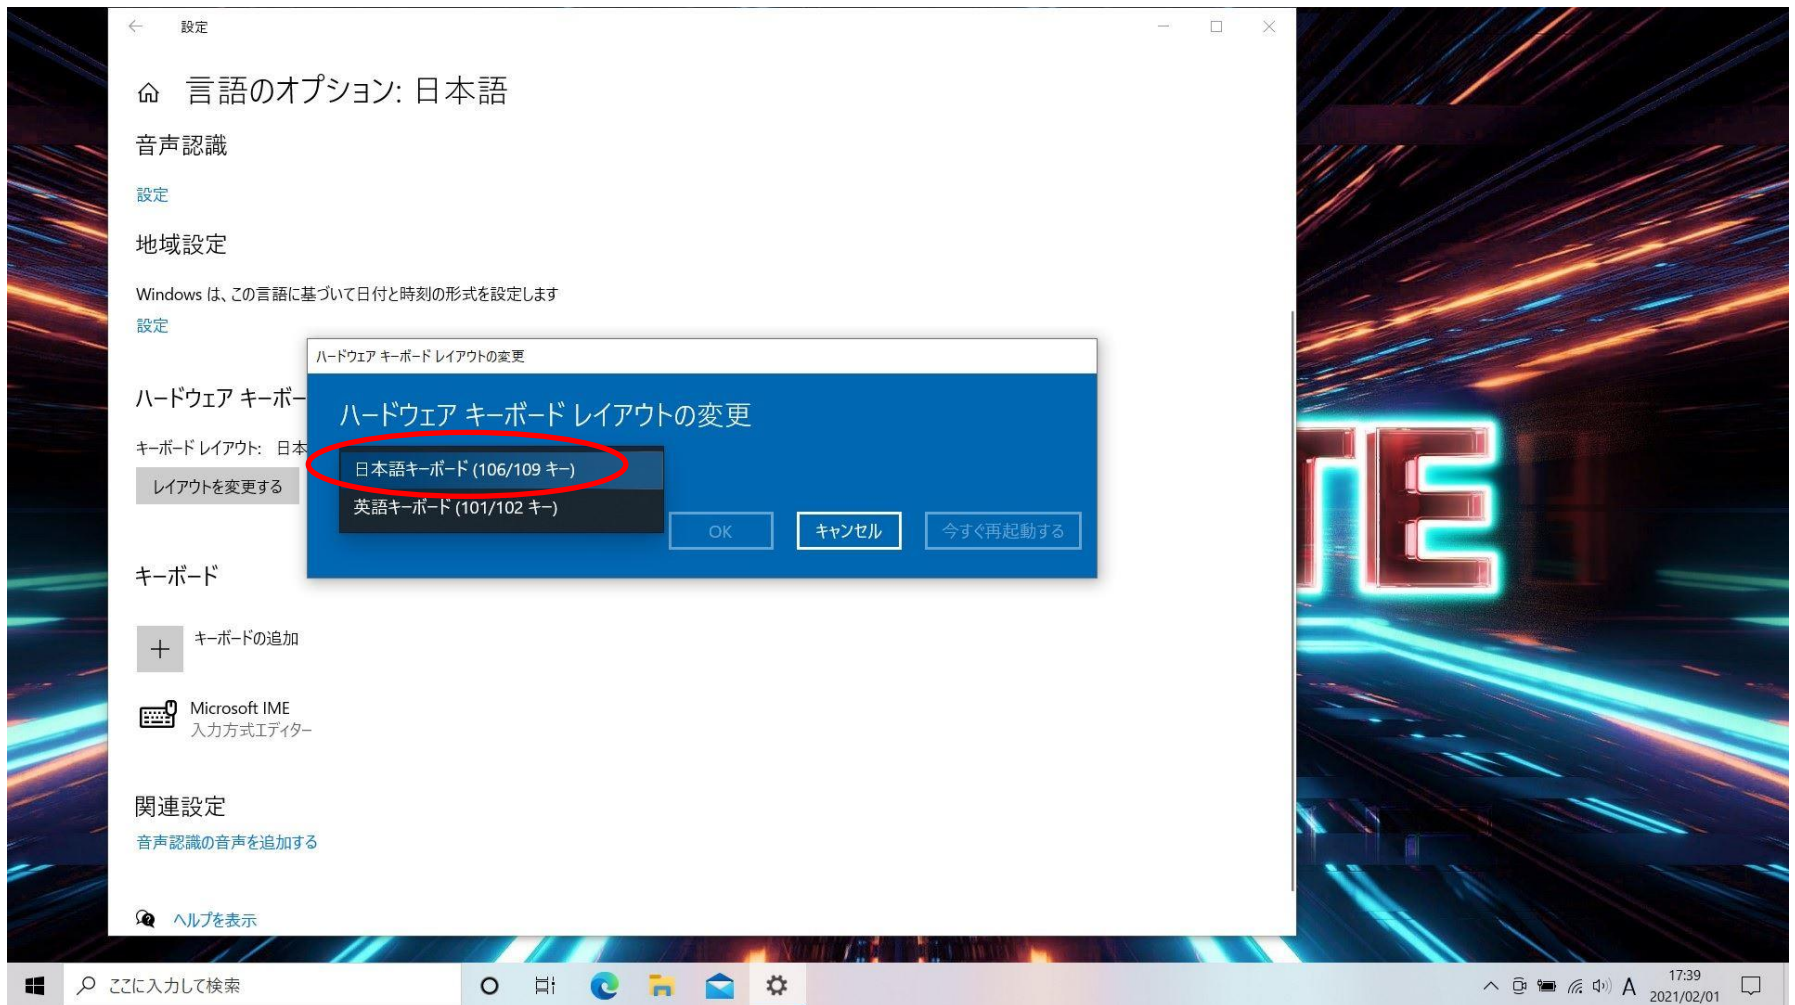 設定
言語のオプション: 日本語
音声認識
設定
地域設定
Windows は、この言語に基づいて日付と時刻の形式を設定します
設定
ハードウェア キーボードレイアウトの変更
ハードウェア キーボー
ハードウェア キーボード レイアウトの変更
キーボード レイアウト: 日本
日本語キーボード (106/109 キー)
レイアウトを変更する
英語キーボード (101/102 キー)
OK
キャンセル
今すぐ再起動する
キーボード
キーボードの追加
Microsoft IME
入力方式エディター
関連設定
音声認識の音声を追加する
ヘルプを表示
TE
ここに入力して検索
A
17:39
2021/02/01